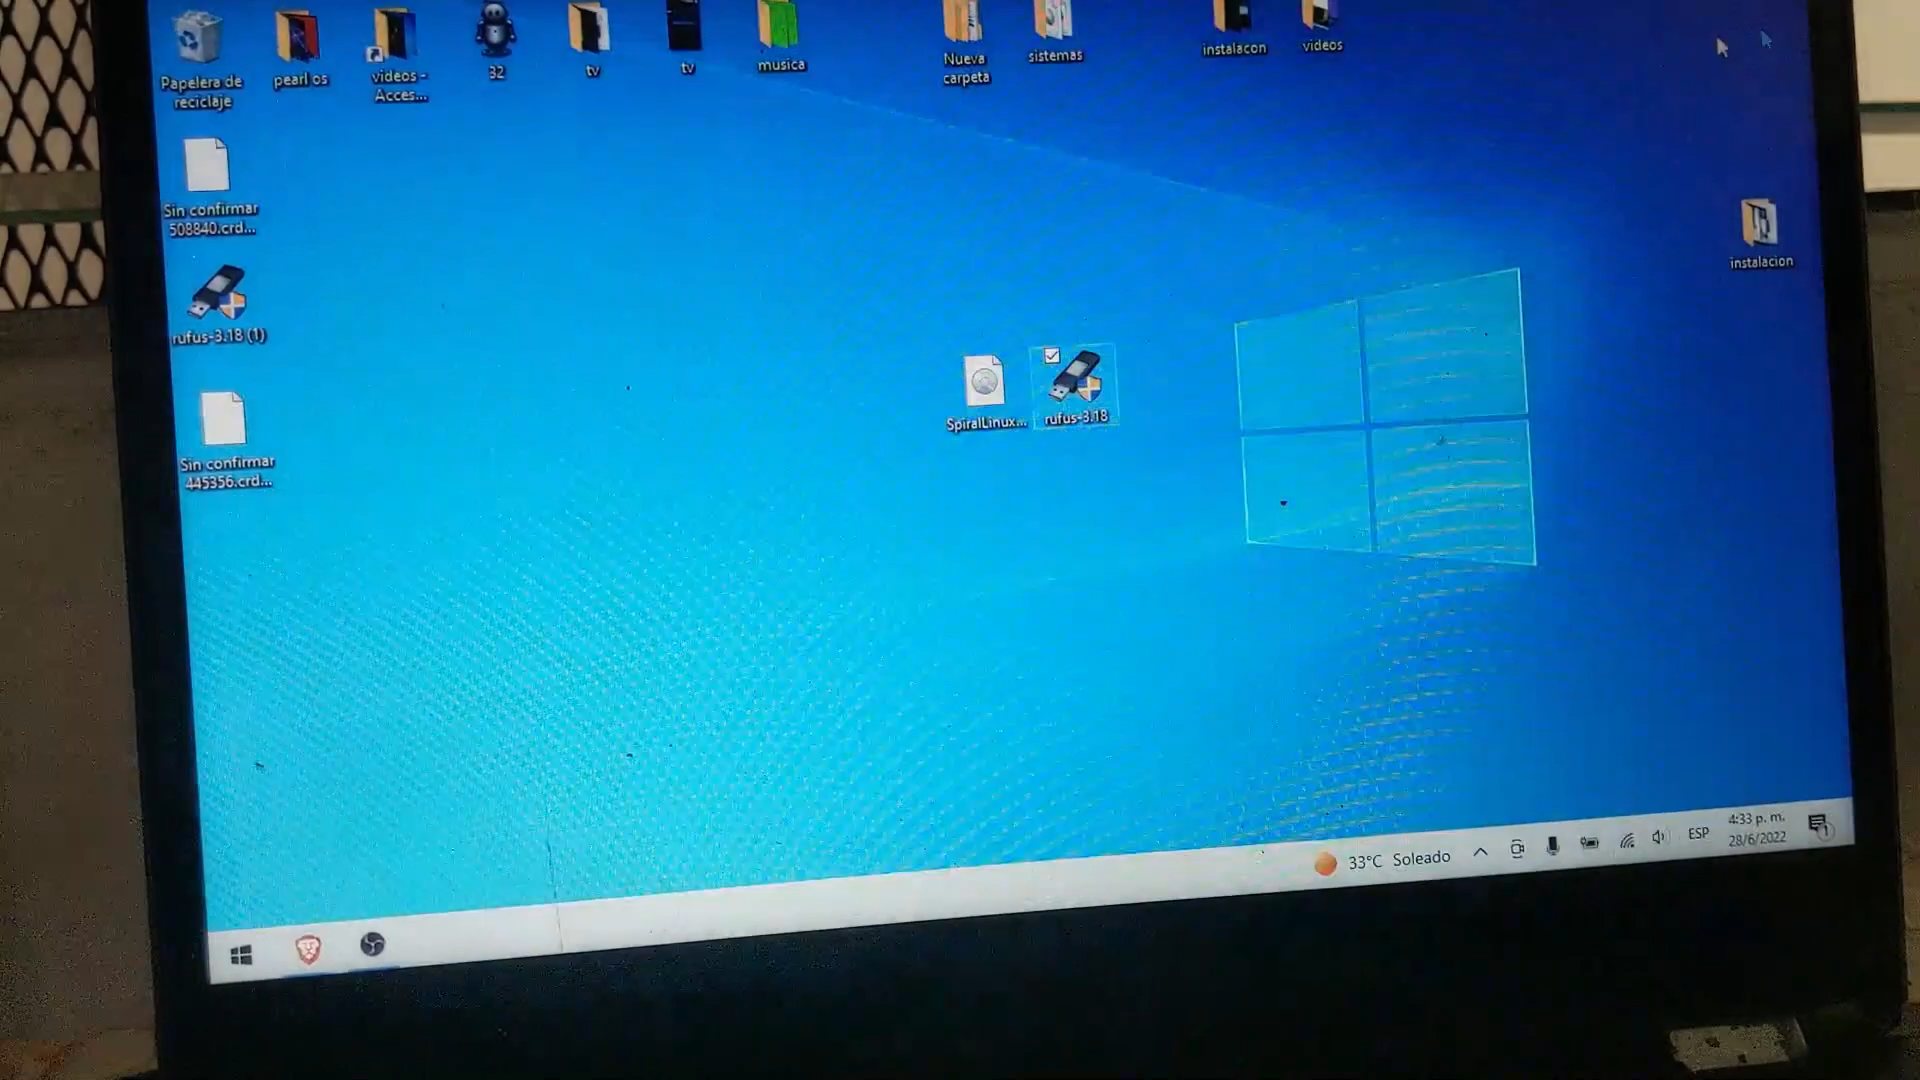 Papelera de
reciclaje
pearl os
videos -
Acces...
32
tv
tv
musica
Nueva
carpeta
sistemas
instalacon
videos
Sin confirmar
508840.crd...
instalacion
rufus-3.18 (1)
SpiralLinux...
rufus-3.18
Sin confirmar
445356.crd...
33°C Soleado
ESP
4:33 p. m.
28/6/2022
1